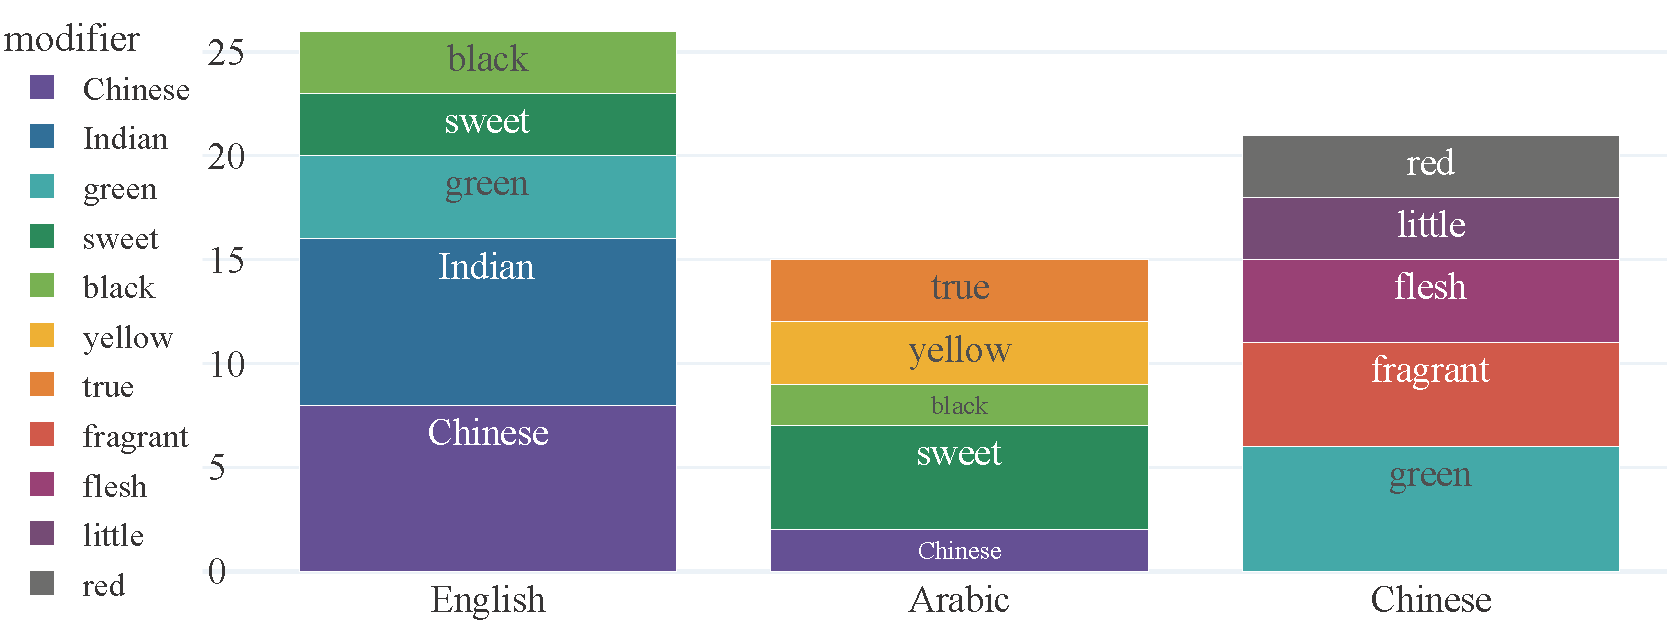 modifier
Chinese
Indian
green
sweet
black
yellow
true
fragrant
flesh
little
red
25
20
15
10
5
0
black
sweet
green
Indian
Chinese
true
yellow
black
sweet
Chinese
red
little
flesh
fragrant
green
English
Arabic
Chinese